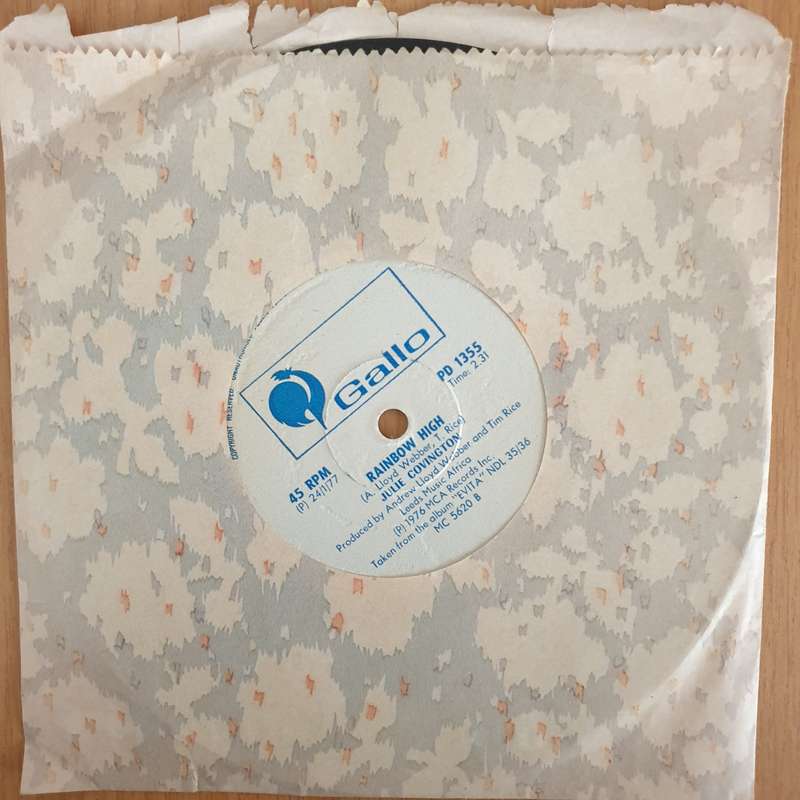 COPYRIGHT RESERVED
Gallo
PD 1355
Time: 2.31
45 RPM
(P) 24/1/77
RAINBOW HIGH
(A. Lloyd Webber, T. Rice)
JULIE COVINGTON
Produced by Andrew Lloyd Webber and Tim Rice
Leeds Music Africa
(P) 1976 MCA Records Inc.
Taken from the album "EVITA" NDL 35/36
MC 5620 B